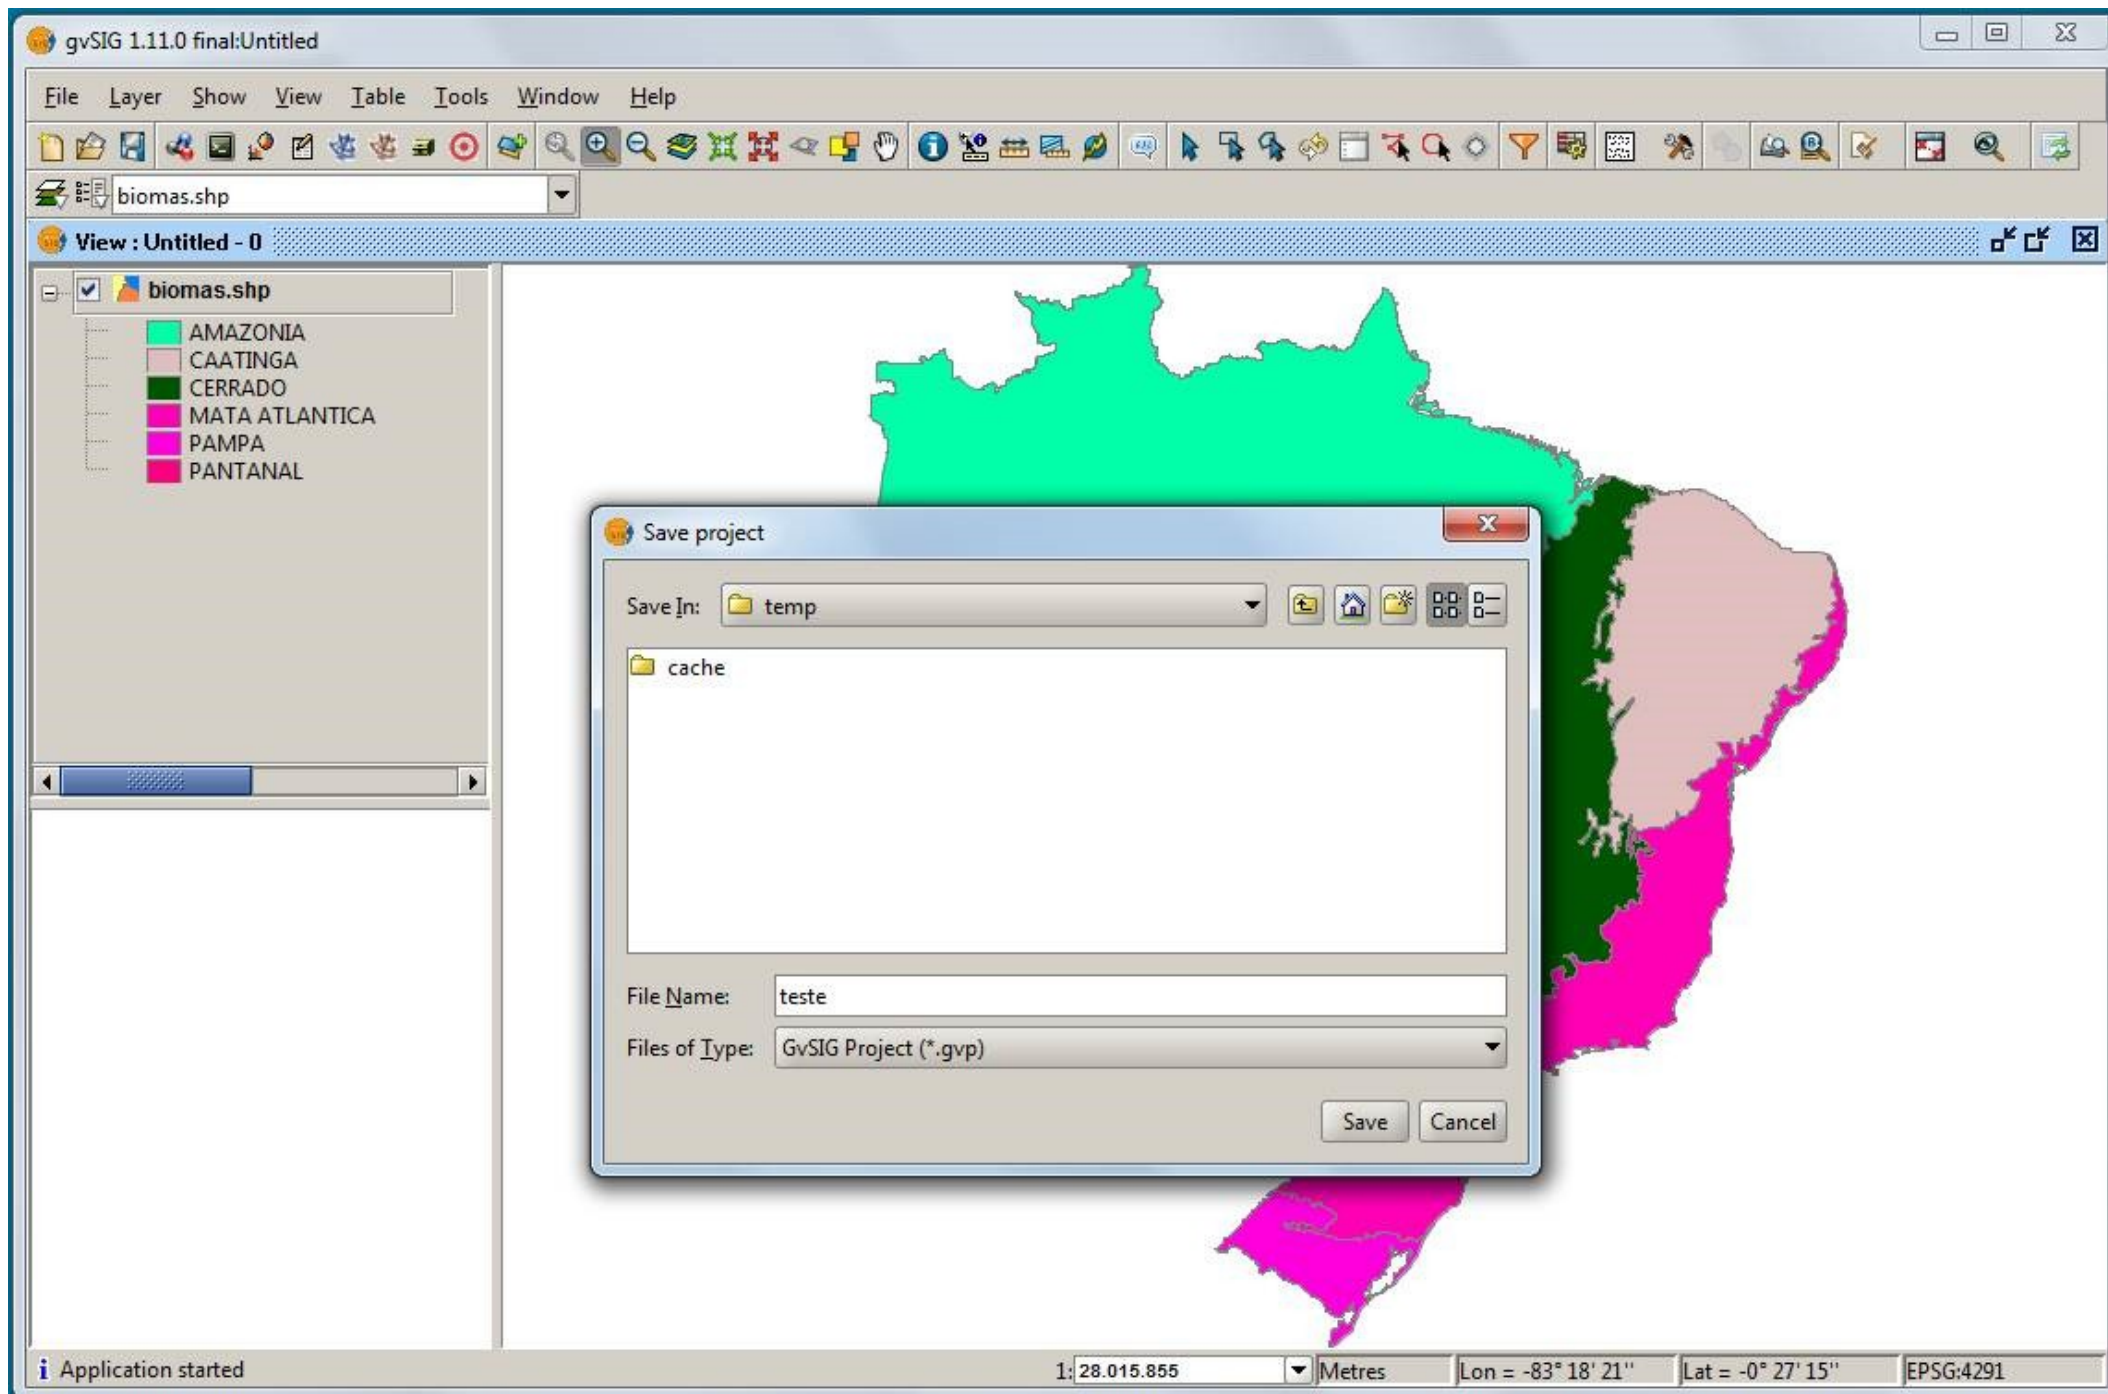 gvSIG 1.11.0 final:Untitled
File Layer Show View Table Tools Window Help
biomas.shp
View : Untitled - 0
biomas.shp
AMAZONIA
CAATINGA
CERRADO
MATA ATLANTICA
PAMPA
PANTANAL
Save project
Save In: temp
cache
File Name: teste
Files of Type: GvSIG Project (*.gvp)
Save Cancel
Application started 1: 28.015.855 Metres Lon = -83° 18' 21'' Lat = -0° 27' 15'' EPSG:4291